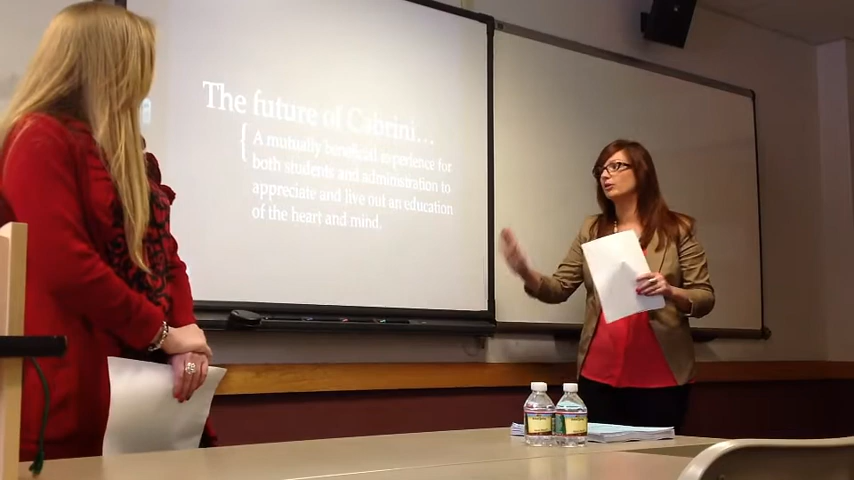 The future of Cabrini...
{ A mutually beneficial experience for
both students and administration to
appreciate and live out an education
of the heart and mind.